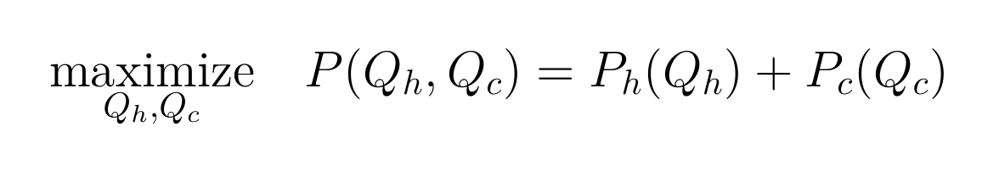 maximize P(Q_h, Q_c) = P_h(Q_h) + P_c(Q_c)
Q_h,Q_c